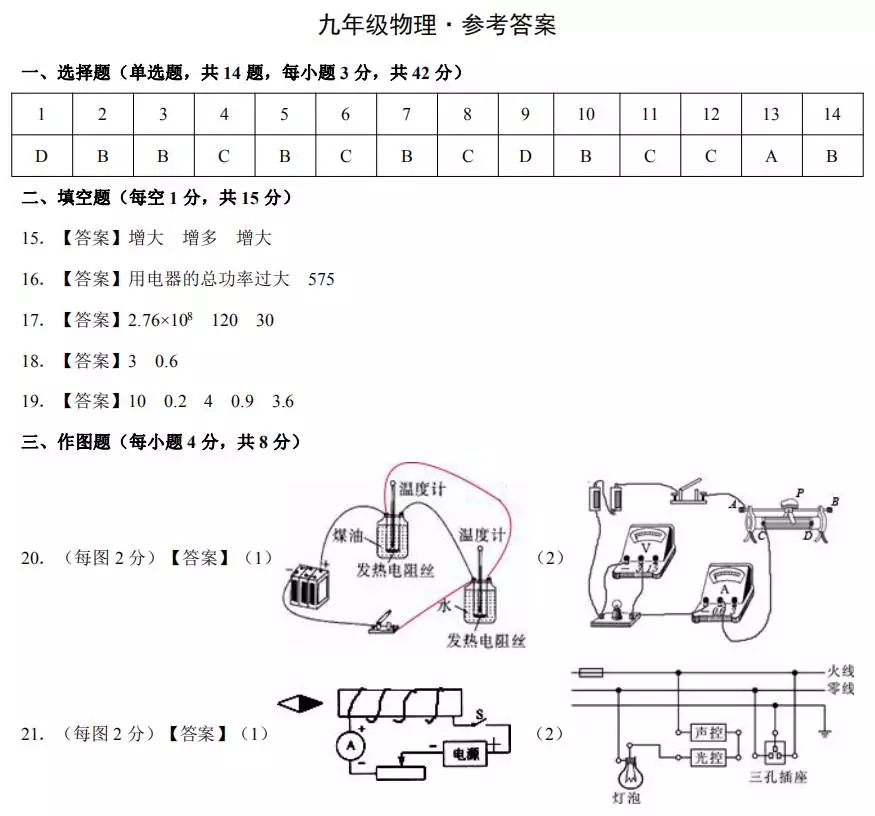 九年级物理·参考答案
一、选择题（单选题，共 14 题，每小题 3 分，共 42 分）
1 2 3 4 5 6 7 8 9 10 11 12 13 14
D B B C B C B C D B C C A B
二、填空题（每空 1 分，共 15 分）
15. 【答案】增大 增多 增大
16. 【答案】用电器的总功率过大 575
17. 【答案】2.76×10⁸ 120 30
18. 【答案】3 0.6
19. 【答案】10 0.2 4 0.9 3.6
三、作图题（每小题 4 分，共 8 分）
20. （每图 2 分）【答案】（1）
温度计
煤油
发热电阻丝
温度计
水
发热电阻丝
− +
（2）
A P B
C D
V
− 3 15
A
21. （每图 2 分）【答案】（1）
S
+ A −
− 电源 +
（2）
火线
零线
声控
光控
灯泡
三孔插座